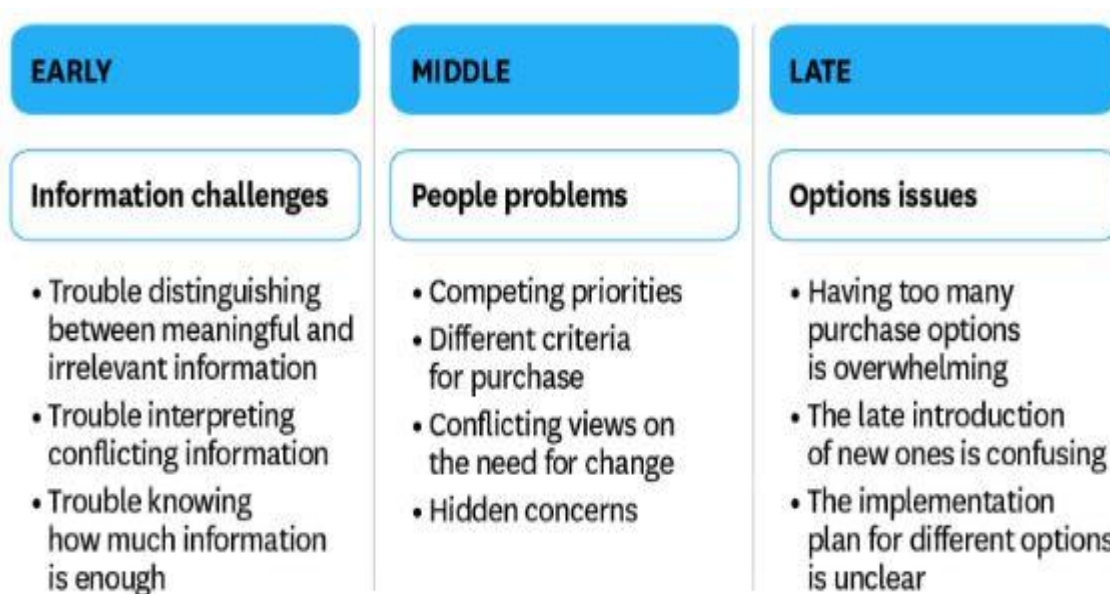 EARLY
Information challenges
• Trouble distinguishing
between meaningful and
irrelevant information
• Trouble interpreting
conflicting information
• Trouble knowing
how much information
is enough
MIDDLE
People problems
• Competing priorities
• Different criteria
for purchase
• Conflicting views on
the need for change
• Hidden concerns
LATE
Options issues
• Having too many
purchase options
is overwhelming
• The late introduction
of new ones is confusing
• The implementation
plan for different options
is unclear